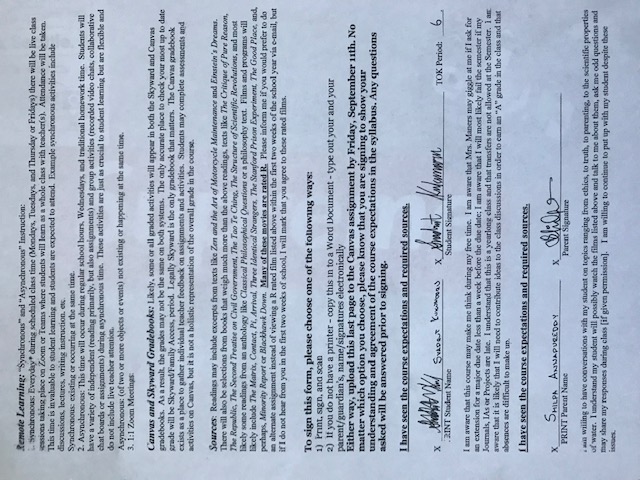 Remote Learning: "Synchronous" and "Asynchronous" Instruction:
Synchronous: Everyday* during scheduled class time (Mondays, Tuesdays, and Thursday or Fridays) there will be live class
sessions taking place on Zoom or Teams where students will learn as a whole class with teacher(s). Attendance will be taken.
This time is invaluable to student learning and students are expected to attend. Example synchronous activities include
discussions, lectures, writing instruction, etc.
Synchronous: existing or occurring at the same time.
2. Asynchronous: This time will occur during regular school hours, Wednesdays, and traditional homework time. Students will
have a variety of independent (reading primarily, but also assignments) and group activities (recorded video chats, collaborative
chat boards or assignments) during asynchronous time. These activities are just as crucial to student learning but are flexible and
do not include live teacher attention.
Asynchronous: (of two or more objects or events) not existing or happening at the same time.
3. 1:1 Zoom Meetings:
Canvas and Skyward Gradebooks: Likely, some or all graded activities will appear in both the Skyward and Canvas
gradebooks. As a result, the grades may not be the same on both systems. The only accurate place to check your most up to date
grade will be Skyward/Family Access, period. Legally Skyward is the only gradebook that matters. The Canvas gradebook
exists as a place to gather individual teacher feedback on assignments and activities. Students may complete assessments and
activities on Canvas, but it is not a holistic representation of the overall grade in the course.
Sources: Readings may include excerpts from texts like Zen and the Art of Motorcycle Maintenance and Einstein's Dreams.
There will also be selections from books that weigh much more than the above readings, texts like The Critique of Pure Reason,
The Republic, The Second Treatise on Civil Government, The Tao Te Ching, The Structure of Scientific Revolutions, and most
likely some readings from an anthology like Classical Philosophical Questions or a philosophy text. Films and programs will
likely include The Matrix, Contact, Pi, Arrival, Three Identical Strangers, The Stanford Prison Experiment, The Good Place, and,
perhaps, Minority Report or Blackhawk Down. Many of these movies are rated R. Please inform me if you would prefer to do
an alternate assignment instead of viewing a R rated film listed above within the first two weeks of the school year via e-mail, but
if I do not hear from you in the first two weeks of school, I will mark that you agree to these rated films.
To sign this form, please choose one of the following ways:
1) Print, sign, and scan
2) If you do not have a printer - copy this in to a Word Document - type out your and your
parent/guardian's, name/signatures electronically
Either way, upload this last page to the Canvas assignment by Friday, September 11th. No
matter which option you choose, please know that you are signing to show your
understanding and agreement of the course expectations in the syllabus. Any questions
asked will be answered prior to signing.
I have seen the course expectations and required sources.
X X TOK Period: 6
PRINT Student Name Student Signature
I am aware that this course may make me think during my free time. I am aware that Mrs. Maners may giggle at me if I ask for
an extension for a major due date less than a week before the due date; I am aware that I will most likely fail the semester if my
Journals, IAs or Projects are late. I understand that this is a yearlong class and that transfers are not allowed at the Semester. I am
aware that it is likely that I will need to contribute ideas to the class discussions in order to earn an "A" grade in the class and that
absences are difficult to make up.
I have seen the course expectations and required sources.
X SHILPA ANNAPUREDDY X
PRINT Parent Name Parent Signature
I am willing to have conversations with my student on topics ranging from ethics, to truth, to parenting, to the scientific properties
of water. I understand my student will possibly watch the films listed above and talk to me about them, ask me odd questions and
may share my responses during class [if given permission]. I am willing to continue to put up with my student despite these
issues.